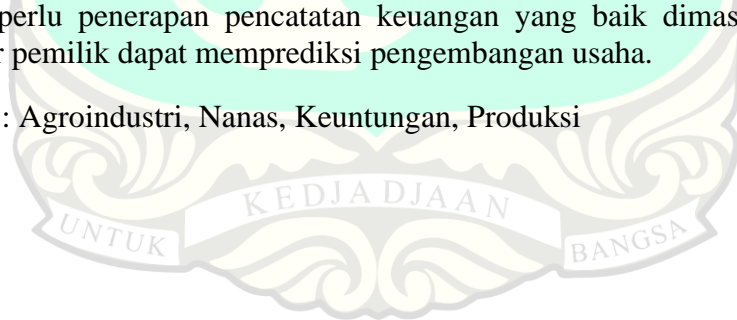 perlu penerapan pencatatan keuangan yang baik dimas
pemilik dapat memprediksi pengembangan usaha.
: Agroindustri, Nanas, Keuntungan, Produksi
UNTUK KEDJADJAAN BANGSA